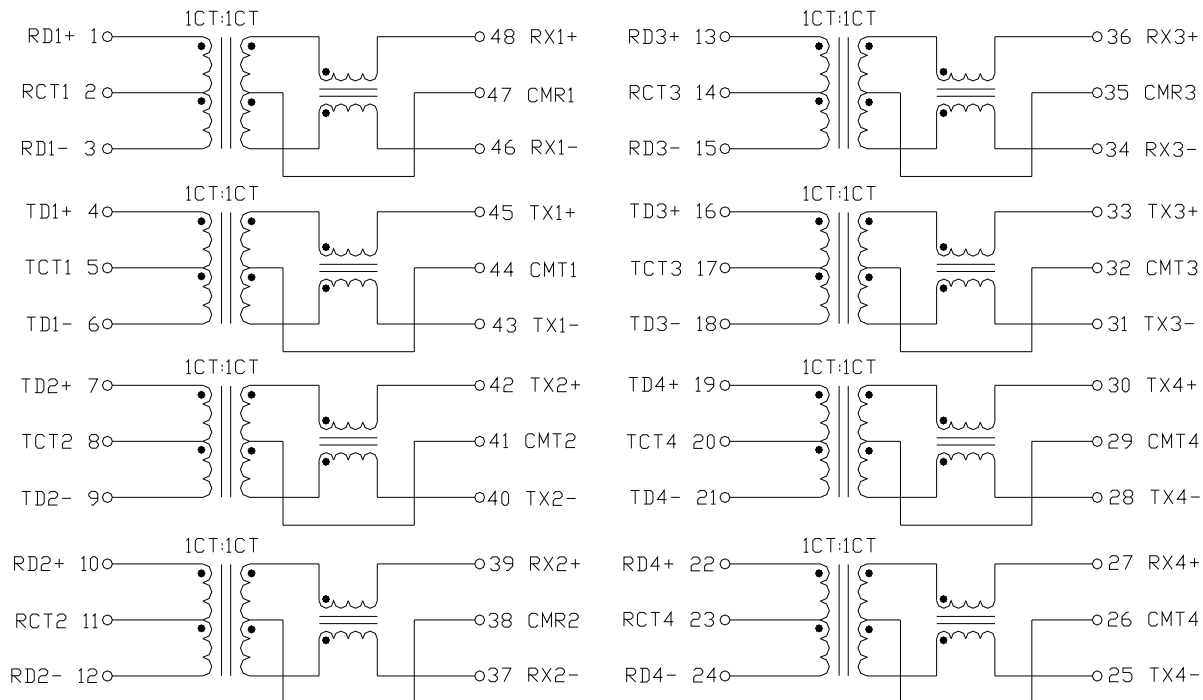 1CT:1CT
RD1+ 1 48 RX1+
RCT1 2 47 CMR1
RD1- 3 46 RX1-
1CT:1CT
TD1+ 4 45 TX1+
TCT1 5 44 CMT1
TD1- 6 43 TX1-
1CT:1CT
TD2+ 7 42 TX2+
TCT2 8 41 CMT2
TD2- 9 40 TX2-
1CT:1CT
RD2+ 10 39 RX2+
RCT2 11 38 CMR2
RD2- 12 37 RX2-
1CT:1CT
RD3+ 13 36 RX3+
RCT3 14 35 CMR3
RD3- 15 34 RX3-
1CT:1CT
TD3+ 16 33 TX3+
TCT3 17 32 CMT3
TD3- 18 31 TX3-
1CT:1CT
TD4+ 19 30 TX4+
TCT4 20 29 CMT4
TD4- 21 28 TX4-
1CT:1CT
RD4+ 22 27 RX4+
RCT4 23 26 CMT4
RD4- 24 25 TX4-